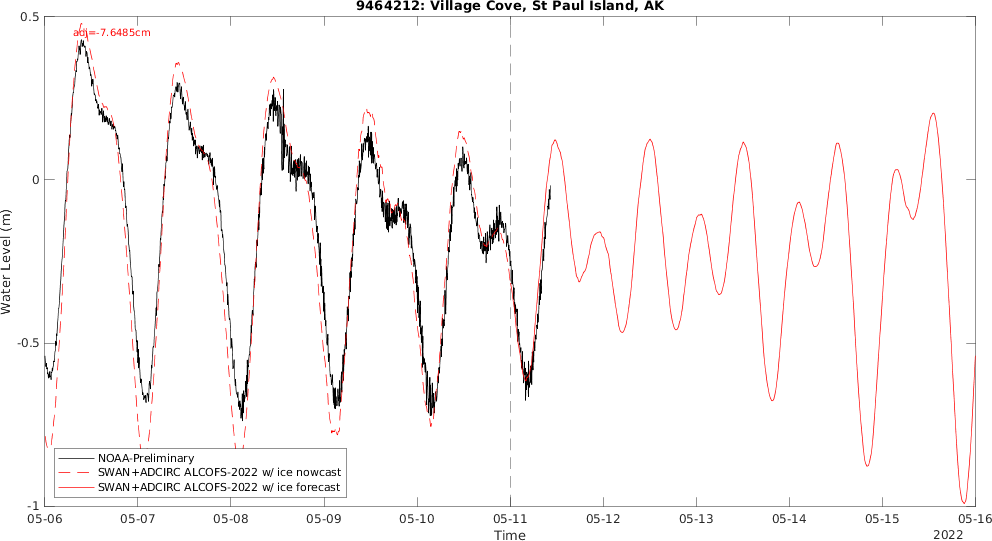 9464212: Village Cove, St Paul Island, AK
adj=-7.6485cm
0.5
0
-0.5
-1
Water Level (m)
NOAA-Preliminary
SWAN+ADCIRC ALCOFS-2022 w/ ice nowcast
SWAN+ADCIRC ALCOFS-2022 w/ ice forecast
05-06 05-07 05-08 05-09 05-10 05-11 05-12 05-13 05-14 05-15 05-16
Time
2022